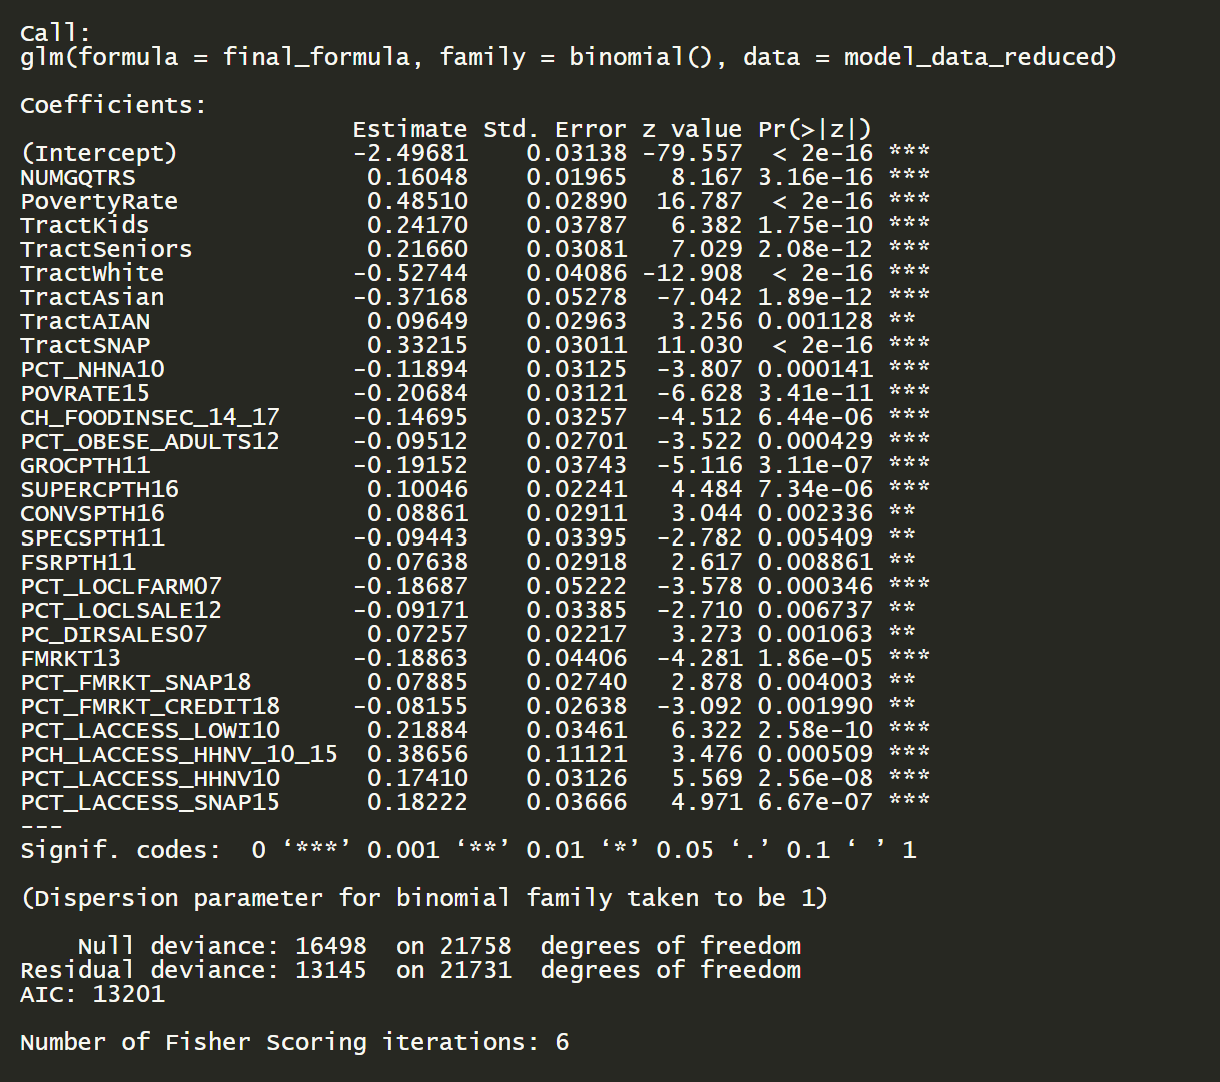 Call:
glm(formula = final_formula, family = binomial(), data = model_data_reduced)
Coefficients:
Estimate Std. Error z value Pr(>|z|)
(Intercept) -2.49681 0.03138 -79.557 < 2e-16 ***
NUMGQTRS 0.16048 0.01965 8.167 3.16e-16 ***
PovertyRate 0.48510 0.02890 16.787 < 2e-16 ***
TractKids 0.24170 0.03787 6.382 1.75e-10 ***
TractSeniors 0.21660 0.03081 7.029 2.08e-12 ***
TractWhite -0.52744 0.04086 -12.908 < 2e-16 ***
TractAsian -0.37168 0.05278 -7.042 1.89e-12 ***
TractAIAN 0.09649 0.02963 3.256 0.001128 **
TractSNAP 0.33215 0.03011 11.030 < 2e-16 ***
PCT_NHNA10 -0.11894 0.03125 -3.807 0.000141 ***
POVRATE15 -0.20684 0.03121 -6.628 3.41e-11 ***
CH_FOODINSEC_14_17 -0.14695 0.03257 -4.512 6.44e-06 ***
PCT_OBESE_ADULTS12 -0.09512 0.02701 -3.522 0.000429 ***
GROCPTH11 -0.19152 0.03743 -5.116 3.11e-07 ***
SUPERCPTH16 0.10046 0.02241 4.484 7.34e-06 ***
CONVSPTH16 0.08861 0.02911 3.044 0.002336 **
SPECSPTH11 -0.09443 0.03395 -2.782 0.005409 **
FSRPTH11 0.07638 0.02918 2.617 0.008861 **
PCT_LOCLFARM07 -0.18687 0.05222 -3.578 0.000346 ***
PCT_LOCLSALE12 -0.09171 0.03385 -2.710 0.006737 **
PC_DIRSALES07 0.07257 0.02217 3.273 0.001063 **
FMRKT13 -0.18863 0.04406 -4.281 1.86e-05 ***
PCT_FMRKT_SNAP18 0.07885 0.02740 2.878 0.004003 **
PCT_FMRKT_CREDIT18 -0.08155 0.02638 -3.092 0.001990 **
PCT_LACCESS_LOWI10 0.21884 0.03461 6.322 2.58e-10 ***
PCH_LACCESS_HHNV_10_15 0.38656 0.11121 3.476 0.000509 ***
PCT_LACCESS_HHNV10 0.17410 0.03126 5.569 2.56e-08 ***
PCT_LACCESS_SNAP15 0.18222 0.03666 4.971 6.67e-07 ***
---
Signif. codes: 0 ‘***’ 0.001 ‘**’ 0.01 ‘*’ 0.05 ‘.’ 0.1 ‘ ’ 1
(Dispersion parameter for binomial family taken to be 1)
Null deviance: 16498 on 21758 degrees of freedom
Residual deviance: 13145 on 21731 degrees of freedom
AIC: 13201
Number of Fisher Scoring iterations: 6